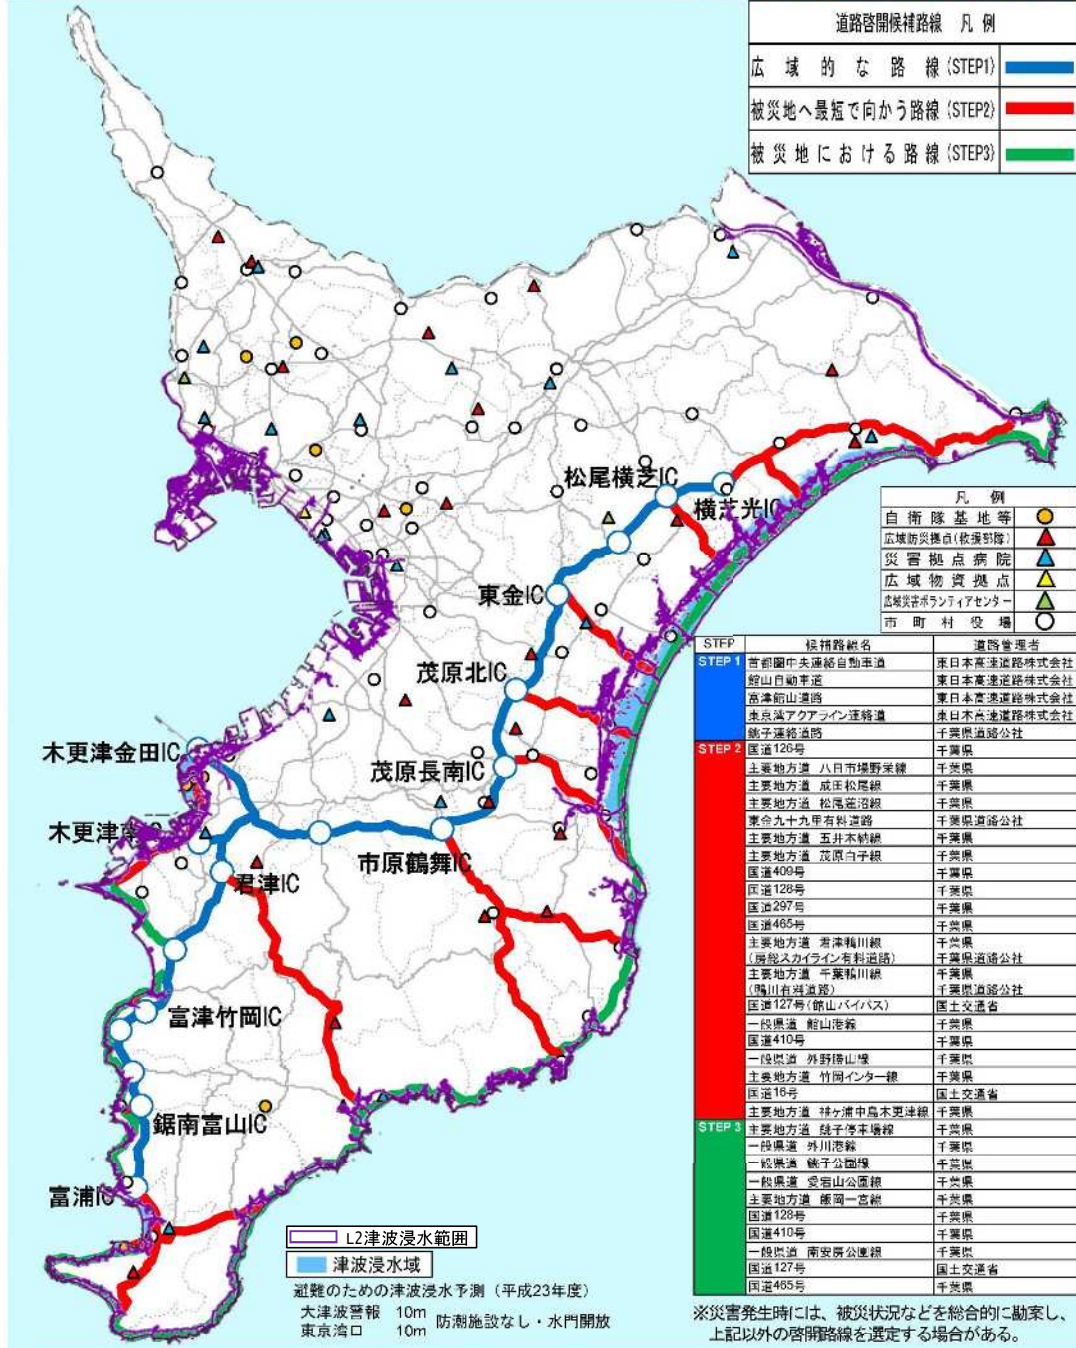 道路啓開候補路線 凡例
広域的な路線(STEP1)
被災地へ最短で向かう路線(STEP2)
被災地における路線(STEP3)
松尾横芝IC
横芝光IC
東金IC
茂原北IC
木更津金田IC
茂原長南IC
木更津
市原鶴舞IC
君津IC
富津竹岡IC
鋸南富山IC
富浦IC
凡例
自衛隊基地等
広域防災拠点(救援部隊)
災害拠点病院
広域物資拠点
広域災害ボランティアセンター
市町村役場
STEP 候補路線名 道路管理者
STEP 1 首都圏中央連絡自動車道 東日本高速道路株式会社
館山自動車道 東日本高速道路株式会社
富津館山道路 東日本高速道路株式会社
東京湾アクアライン連絡道 東日本高速道路株式会社
銚子連絡道路 千葉県道路公社
STEP 2 国道126号 千葉県
主要地方道 八日市場野栄線 千葉県
主要地方道 成田松尾線 千葉県
主要地方道 松尾蓮沼線 千葉県
東金九十九里有料道路 千葉県道路公社
主要地方道 五井本納線 千葉県
主要地方道 茂原白子線 千葉県
国道409号 千葉県
国道128号 千葉県
国道297号 千葉県
国道465号 千葉県
主要地方道 君津鴨川線 千葉県
(房総スカイライン有料道路) 千葉県道路公社
主要地方道 千葉鴨川線 千葉県
(鴨川有料道路) 千葉県道路公社
国道127号(館山バイパス) 国土交通省
一般県道 館山港線 千葉県
国道410号 千葉県
一般県道 外野勝山線 千葉県
主要地方道 竹岡インター線 千葉県
国道16号 国土交通省
主要地方道 袖ヶ浦中島木更津線 千葉県
STEP 3 主要地方道 銚子停車場線 千葉県
一般県道 外川港線 千葉県
一般県道 銚子公園線 千葉県
一般県道 愛宕山公園線 千葉県
主要地方道 飯岡一宮線 千葉県
国道128号 千葉県
国道410号 千葉県
一般県道 南安房公園線 千葉県
国道127号 国土交通省
国道465号 千葉県
L2津波浸水範囲
津波浸水域
避難のための津波浸水予測(平成23年度)
大津波警報 10m 防潮施設なし・水門開放
東京湾口 10m
※災害発生時には、被災状況などを総合的に勘案し、
上記以外の啓開路線を選定する場合がある。